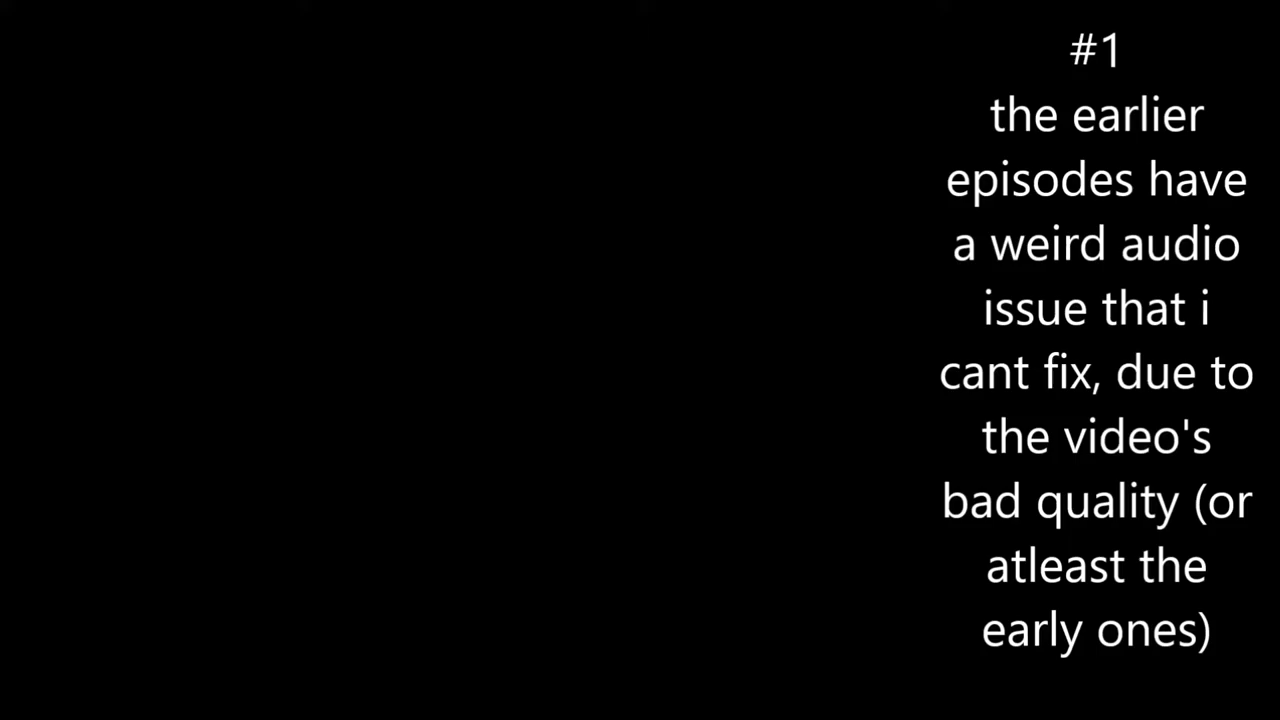 #1
the earlier
episodes have
a weird audio
issue that i
cant fix, due to
the video's
bad quality (or
atleast the
early ones)